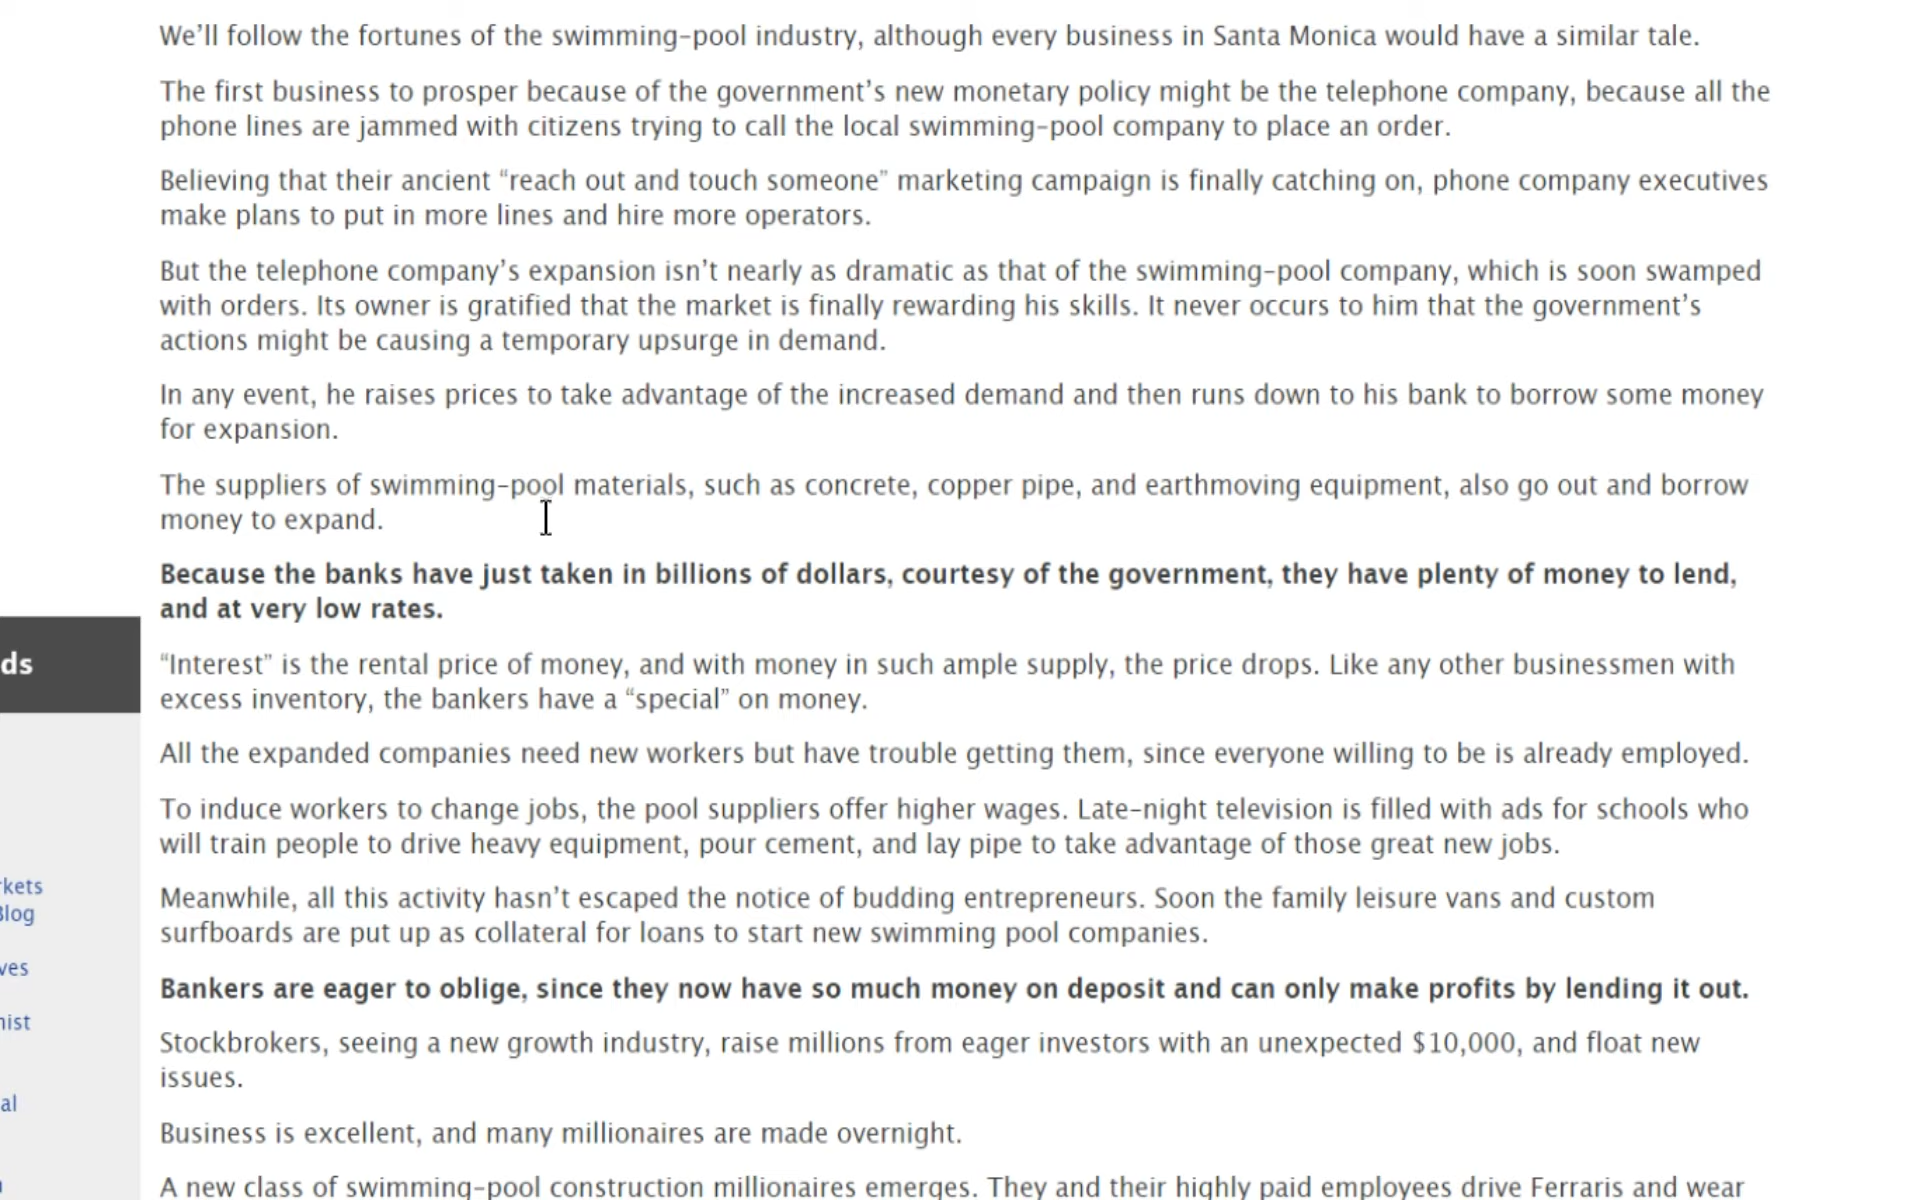 We’ll follow the fortunes of the swimming-pool industry, although every business in Santa Monica would have a similar tale.
The first business to prosper because of the government’s new monetary policy might be the telephone company, because all the
phone lines are jammed with citizens trying to call the local swimming-pool company to place an order.
Believing that their ancient “reach out and touch someone” marketing campaign is finally catching on, phone company executives
make plans to put in more lines and hire more operators.
But the telephone company’s expansion isn’t nearly as dramatic as that of the swimming-pool company, which is soon swamped
with orders. Its owner is gratified that the market is finally rewarding his skills. It never occurs to him that the government’s
actions might be causing a temporary upsurge in demand.
In any event, he raises prices to take advantage of the increased demand and then runs down to his bank to borrow some money
for expansion.
The suppliers of swimming-pool materials, such as concrete, copper pipe, and earthmoving equipment, also go out and borrow
money to expand.
Because the banks have just taken in billions of dollars, courtesy of the government, they have plenty of money to lend,
and at very low rates.
ds
“Interest” is the rental price of money, and with money in such ample supply, the price drops. Like any other businessmen with
excess inventory, the bankers have a “special” on money.
All the expanded companies need new workers but have trouble getting them, since everyone willing to be is already employed.
To induce workers to change jobs, the pool suppliers offer higher wages. Late-night television is filled with ads for schools who
will train people to drive heavy equipment, pour cement, and lay pipe to take advantage of those great new jobs.
rkets
Blog
Meanwhile, all this activity hasn’t escaped the notice of budding entrepreneurs. Soon the family leisure vans and custom
surfboards are put up as collateral for loans to start new swimming pool companies.
ves
Bankers are eager to oblige, since they now have so much money on deposit and can only make profits by lending it out.
nist
Stockbrokers, seeing a new growth industry, raise millions from eager investors with an unexpected $10,000, and float new
issues.
al
Business is excellent, and many millionaires are made overnight.
A new class of swimming-pool construction millionaires emerges. They and their highly paid employees drive Ferraris and wear